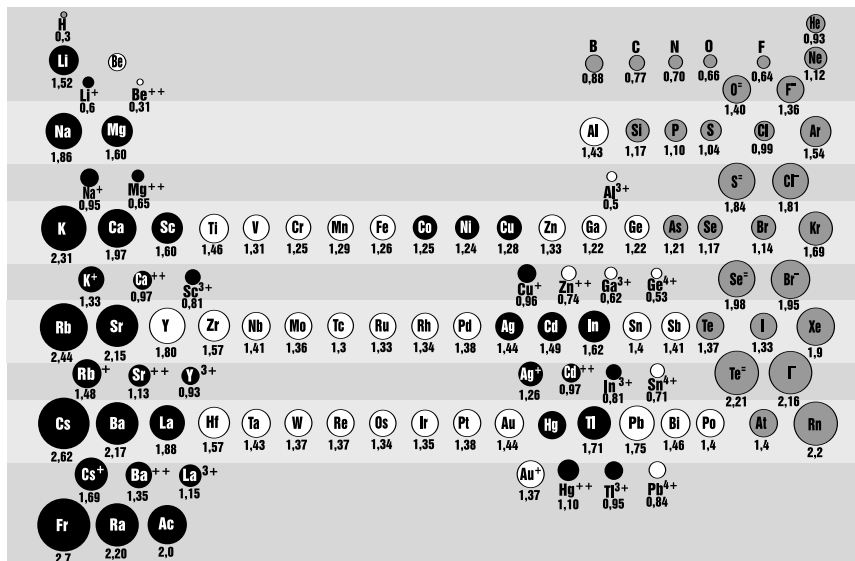 H He
0,3 0,93
Li Be B C N O F Ne
1,52 0,88 0,77 0,70 0,66 0,64 1,12
Li+ Be++ O= F−
0,6 0,31 1,40 1,36
Na Mg Al Si P S Cl Ar
1,86 1,60 1,43 1,17 1,10 1,04 0,99 1,54
Na+ Mg++ Al3+ S= Cl−
0,95 0,65 0,5 1,84 1,81
K Ca Sc Ti V Cr Mn Fe Co Ni Cu Zn Ga Ge As Se Br Kr
2,31 1,97 1,60 1,46 1,31 1,25 1,29 1,26 1,25 1,24 1,28 1,33 1,22 1,22 1,21 1,17 1,14 1,69
K+ Ca++ Sc3+ Cu+ Zn++ Ga3+ Ge4+ Se= Br−
1,33 0,97 0,81 0,96 0,74 0,62 0,53 1,98 1,95
Rb Sr Y Zr Nb Mo Tc Ru Rh Pd Ag Cd In Sn Sb Te I Xe
2,44 2,15 1,80 1,57 1,41 1,36 1,3 1,33 1,34 1,38 1,44 1,49 1,62 1,4 1,41 1,37 1,33 1,9
Rb+ Sr++ Y3+ Ag+ Cd++ In3+ Sn4+ Te= I−
1,48 1,13 0,93 1,26 0,97 0,81 0,71 2,21 2,16
Cs Ba La Hf Ta W Re Os Ir Pt Au Hg Tl Pb Bi Po At Rn
2,62 2,17 1,88 1,57 1,43 1,37 1,37 1,34 1,35 1,38 1,44 1,71 1,75 1,46 1,4 1,4 2,2
Cs+ Ba++ La3+ Au+ Hg++ Tl3+ Pb4+
1,69 1,35 1,15 1,37 1,10 0,95 0,84
Fr Ra Ac
2,7 2,20 2,0